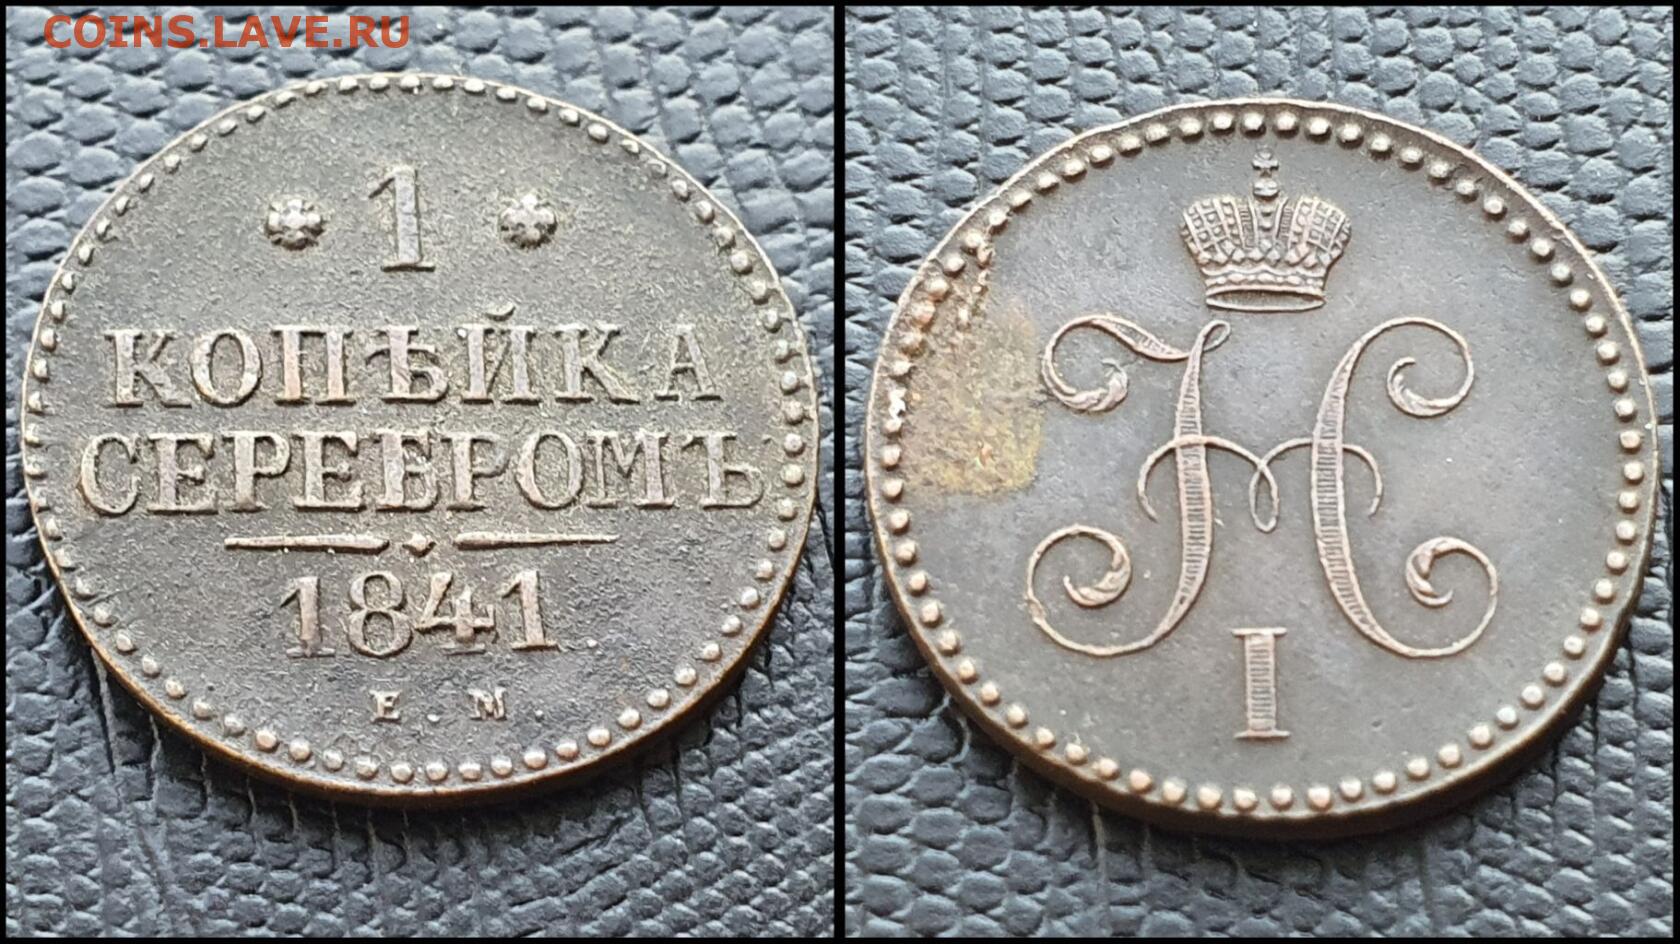 COINS.LAVE.RU
1
КОПѢЙКА
СЕРЕБРОМЪ
1841
Е. М.
Н
I